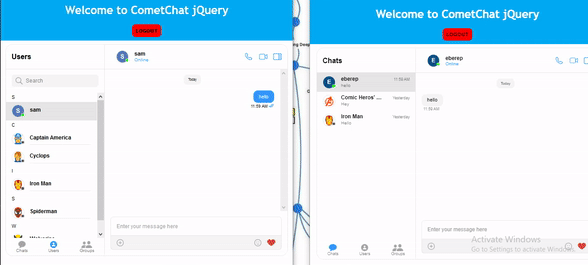 Welcome to CometChat jQuery
LOGOUT
Users
Search
S
sam
C
Captain America
Cyclops
I
Iron Man
S
Spiderman
W
Wolverine
Chats
Users
Groups
sam
Online
Today
hello
11:59 AM
Enter your message here
Welcome to CometChat jQuery
LOGOUT
Chats
eberep
11:59 AM
Hello
Comic Heros' ...
Yesterday
Hey
Iron Man
Yesterday
Hello
Chats
Users
Groups
eberep
Online
Today
hello
11:59 AM
Enter your message here
Activate Windows
Go to Settings to activate Windows.